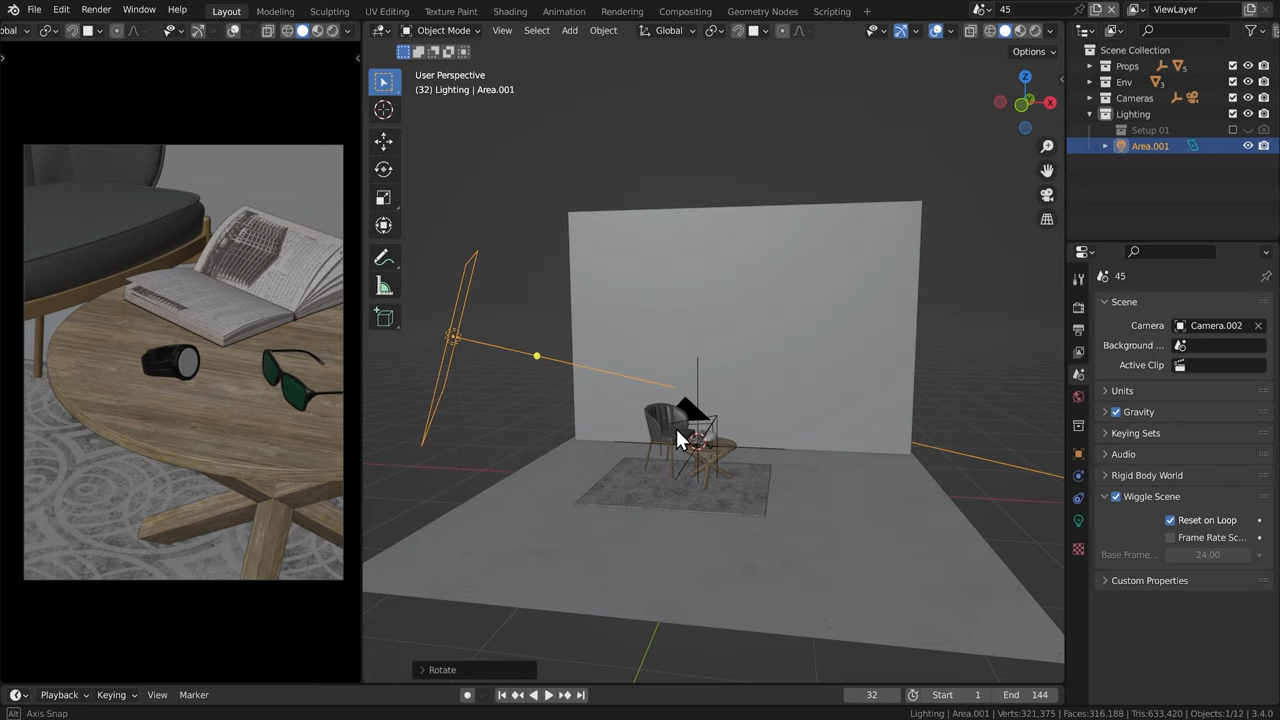 File Edit Render Window Help Layout Modeling Sculpting UV Editing Texture Paint Shading Animation Rendering Compositing Geometry Nodes Scripting + 45 ViewLayer
Object Mode View Select Add Object Global
Global
Options
User Perspective
(32) Lighting | Area.001
Z
X
Scene Collection
Props 5
Env 3
Cameras
Lighting
Setup 01
Area.001
45
Scene
Camera Camera.002
Background ...
Active Clip
Units
Gravity
Keying Sets
Audio
Rigid Body World
Wiggle Scene
Reset on Loop
Frame Rate Sc...
Base Frame... 24.00
Custom Properties
Rotate
Playback Keying View Marker 32 Start 1 End 144
Alt Axis Snap Lighting | Area.001 | Verts:321,375 | Faces:316,188 | Tris:633,420 | Objects:1/12 | 3.4.0